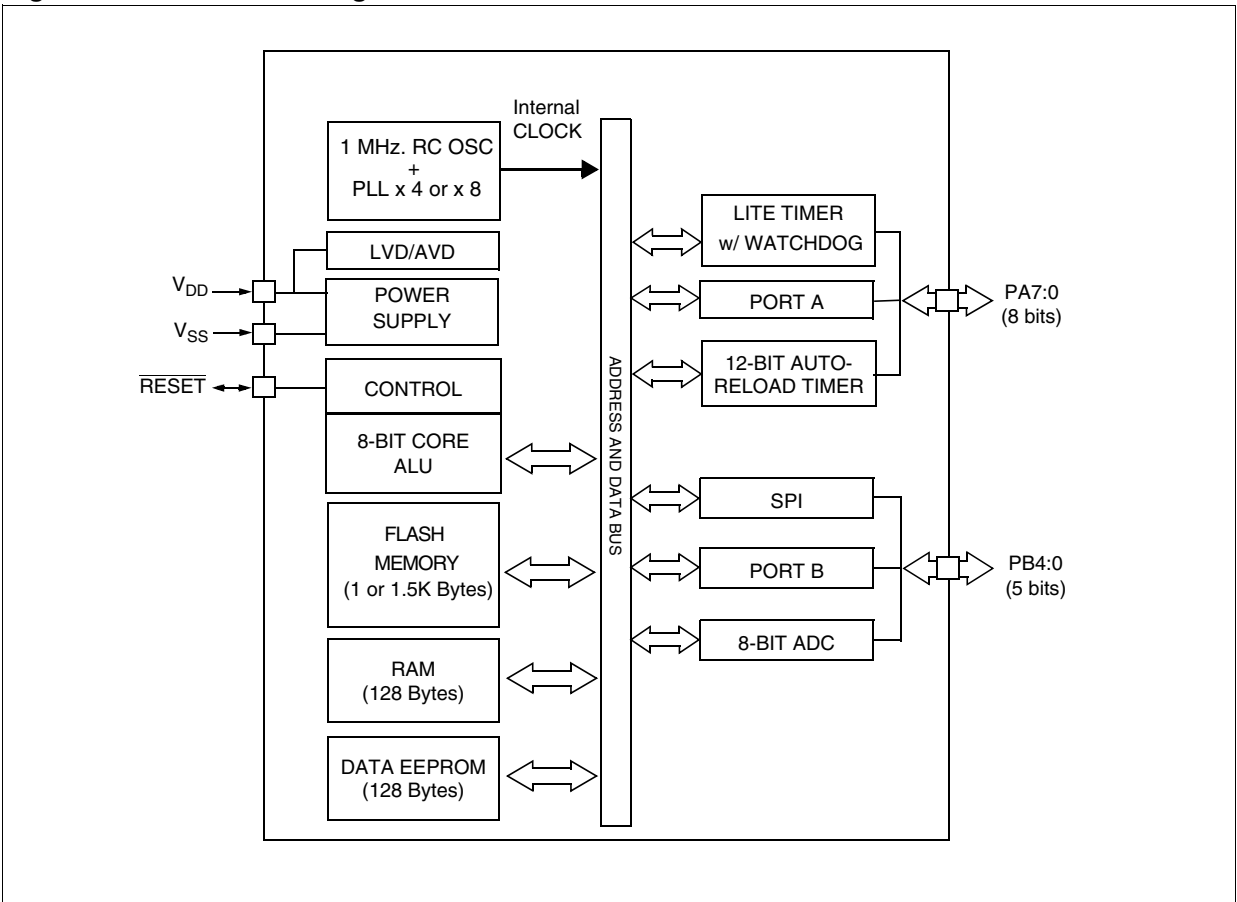 Internal
CLOCK
1 MHz. RC OSC
+
PLL x 4 or x 8
LVD/AVD
POWER
SUPPLY
VDD
VSS
RESET
CONTROL
8-BIT CORE
ALU
FLASH
MEMORY
(1 or 1.5K Bytes)
RAM
(128 Bytes)
DATA EEPROM
(128 Bytes)
ADDRESS AND DATA BUS
LITE TIMER
w/ WATCHDOG
PORT A
12-BIT AUTO-
RELOAD TIMER
PA7:0
(8 bits)
SPI
PORT B
8-BIT ADC
PB4:0
(5 bits)